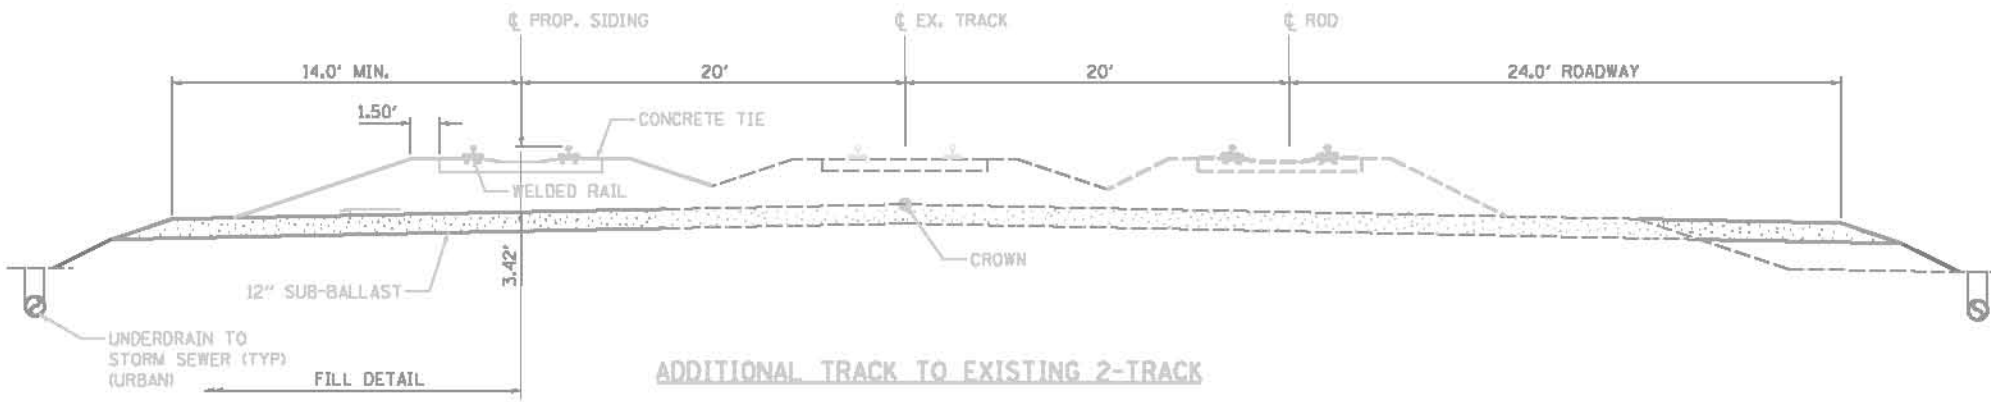 ℄ PROP. SIDING
℄ EX. TRACK
℄ ROD
14.0' MIN.
20'
20'
24.0' ROADWAY
1.50'
CONCRETE TIE
WELDED RAIL
3.42'
CROWN
12" SUB-BALLAST
UNDERDRAIN TO
STORM SEWER (TYP)
(URBAN)
FILL DETAIL
ADDITIONAL TRACK TO EXISTING 2-TRACK